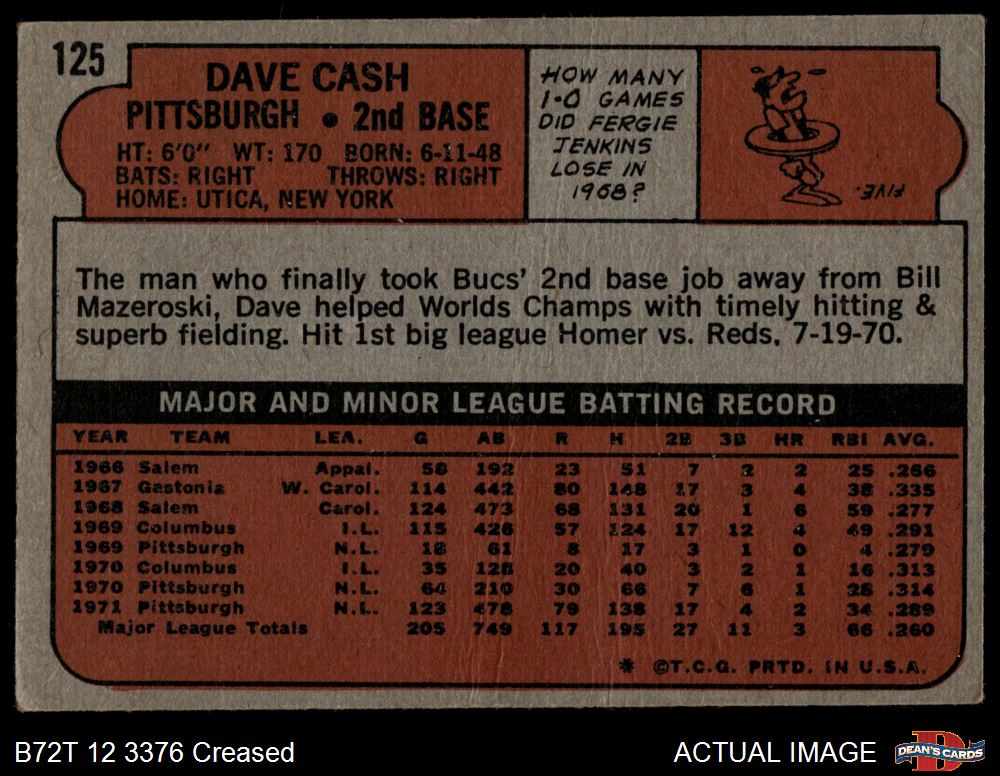 125
DAVE CASH
PITTSBURGH • 2nd BASE
HT: 6'0" WT: 170 BORN: 6-11-48
BATS: RIGHT THROWS: RIGHT
HOME: UTICA, NEW YORK
HOW MANY
1-0 GAMES
DID FERGIE
JENKINS
LOSE IN
1968?
FIVE.
The man who finally took Bucs' 2nd base job away from Bill
Mazeroski, Dave helped Worlds Champs with timely hitting &
superb fielding. Hit 1st big league Homer vs. Reds, 7-19-70.
MAJOR AND MINOR LEAGUE BATTING RECORD
YEAR TEAM LEA. G AB R H 2B 3B HR RBI AVG.
1966 Salem Appal. 58 192 23 51 7 2 2 25 .266
1967 Gastonia W. Carol. 114 442 80 148 17 3 4 38 .335
1968 Salem Carol. 124 473 68 131 20 1 6 59 .277
1969 Columbus I.L. 115 426 57 124 17 12 4 49 .291
1969 Pittsburgh N.L. 18 61 8 17 3 1 0 4 .279
1970 Columbus I.L. 35 128 20 40 3 2 1 16 .313
1970 Pittsburgh N.L. 64 210 30 66 7 6 1 28 .314
1971 Pittsburgh N.L. 123 478 79 138 17 4 2 34 .289
Major League Totals 205 749 117 195 27 11 3 66 .260
* ©T.C.G. PRTD. IN U.S.A.
B72T 12 3376 Creased
ACTUAL IMAGE
D
DEAN'S CARDS